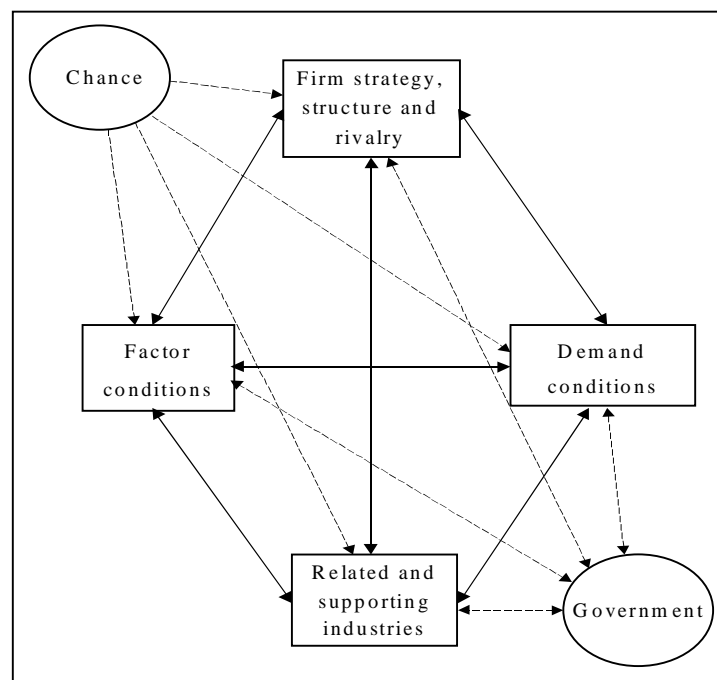 Chance
Firm strategy,
structure and
rivalry
Factor
conditions
Demand
conditions
Related and
supporting
industries
Government